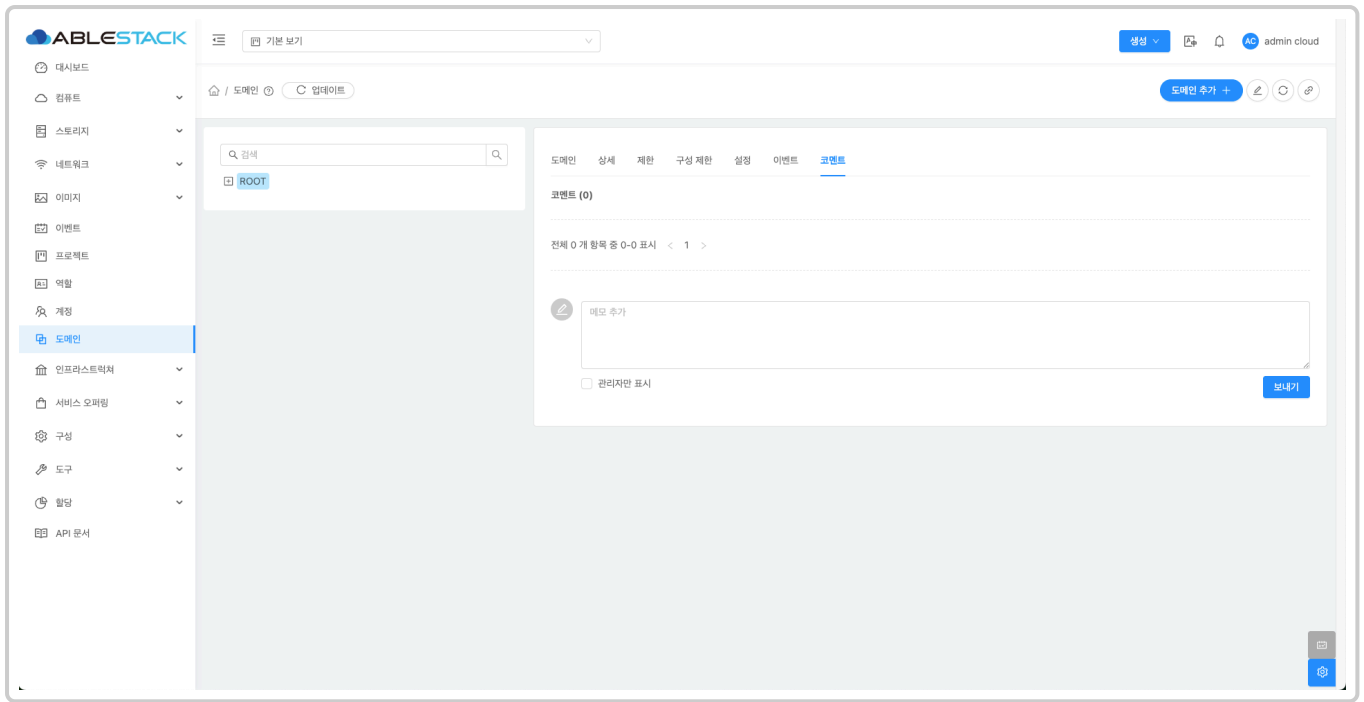 ABLESTACK
기본 보기
생성
AC admin cloud
대시보드
컴퓨트
스토리지
네트워크
이미지
이벤트
프로젝트
역할
계정
도메인
인프라스트럭쳐
서비스 오퍼링
구성
도구
할당
API 문서
/ 도메인 업데이트
도메인 추가 +
검색
ROOT
도메인 상세 제한 구성 제한 설정 이벤트 코멘트
코멘트 (0)
전체 0 개 항목 중 0-0 표시 < 1 >
메모 추가
관리자만 표시
보내기